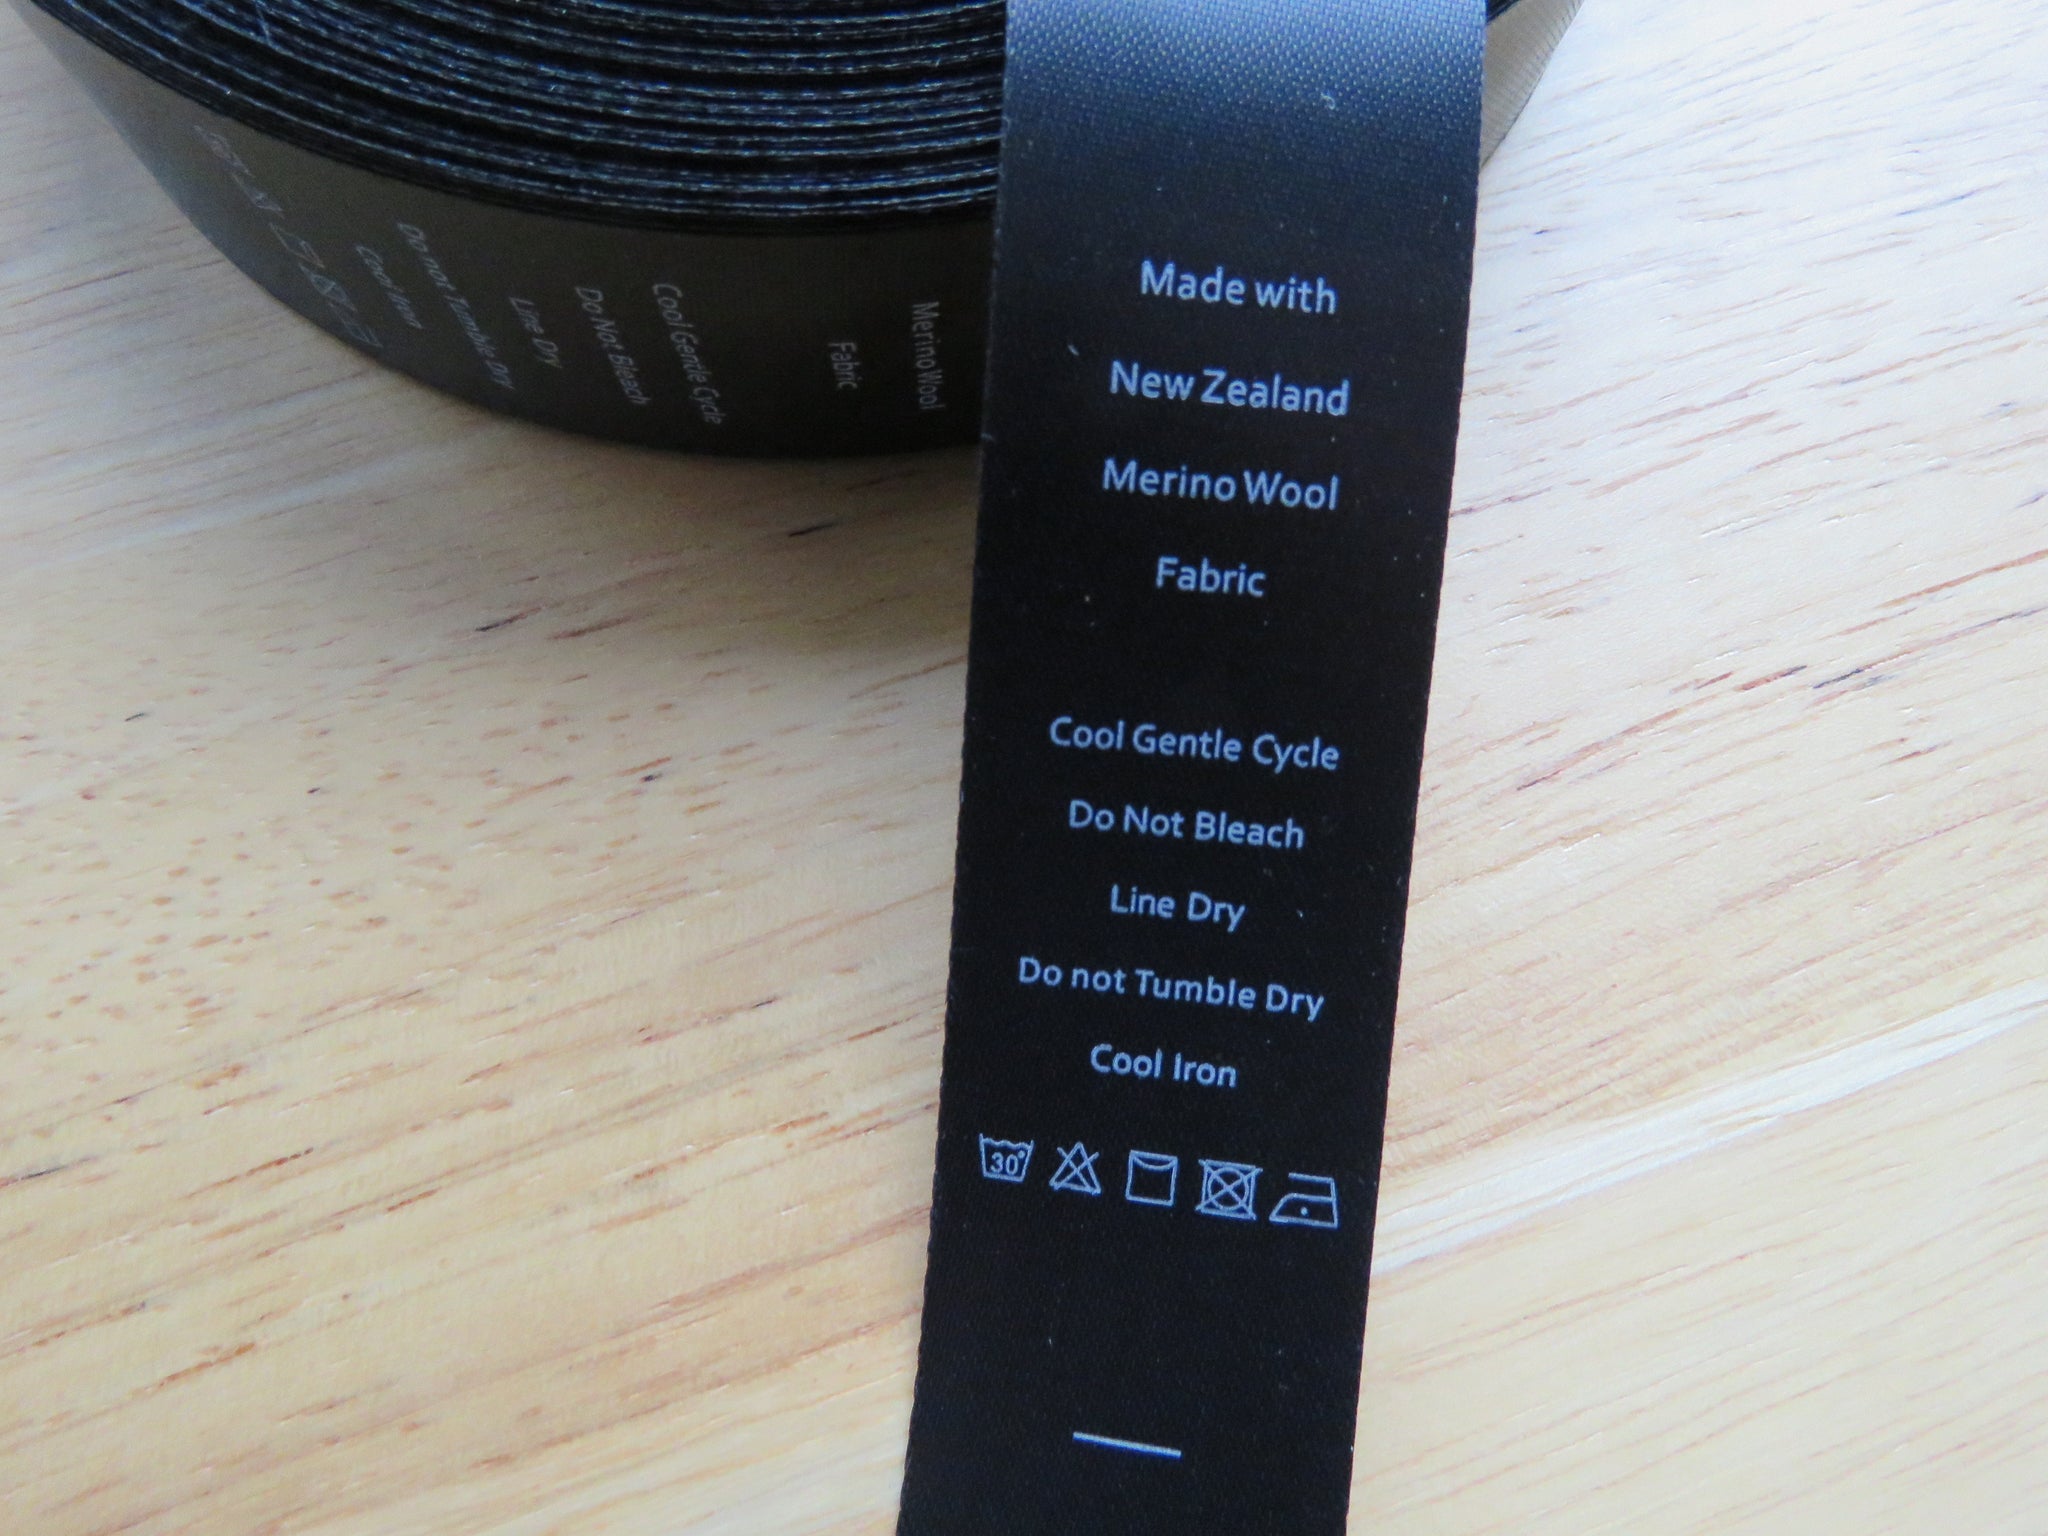 Made with
New Zealand
Merino Wool
Fabric
Cool Gentle Cycle
Do Not Bleach
Line Dry
Do not Tumble Dry
Cool Iron
30°
Merino Wool
Fabric
Cool Gentle Cycle
Do Not Bleach
Line Dry
Do not Tumble Dry
Cool Iron